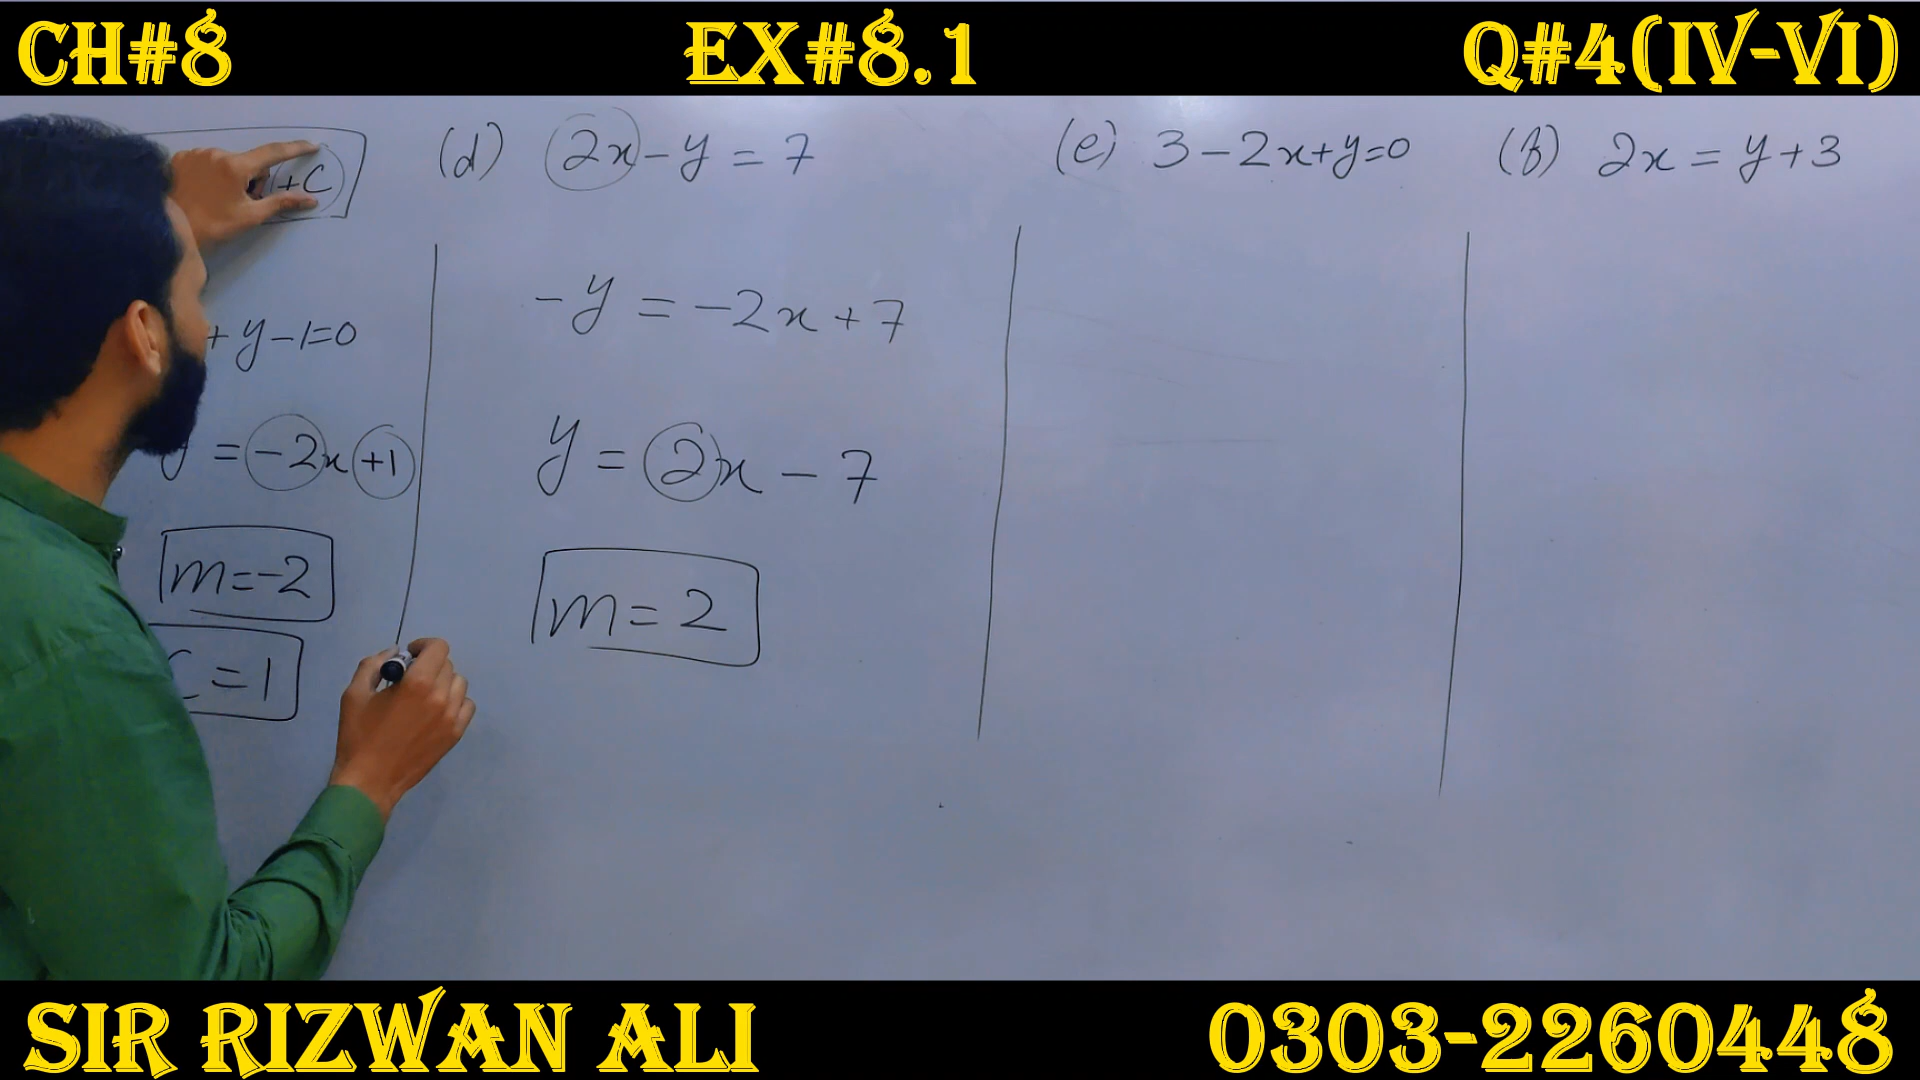 CH#8 EX#8.1 Q#4(IV-VI)
+C
(d) 2x - y = 7
(e) 3 - 2x + y = 0
(f) 2x = y + 3
+ y - 1 = 0
y = -2x + 1
m = -2
C = 1
-y = -2x + 7
y = 2x - 7
m = 2
SIR RIZWAN ALI 0303-2260448